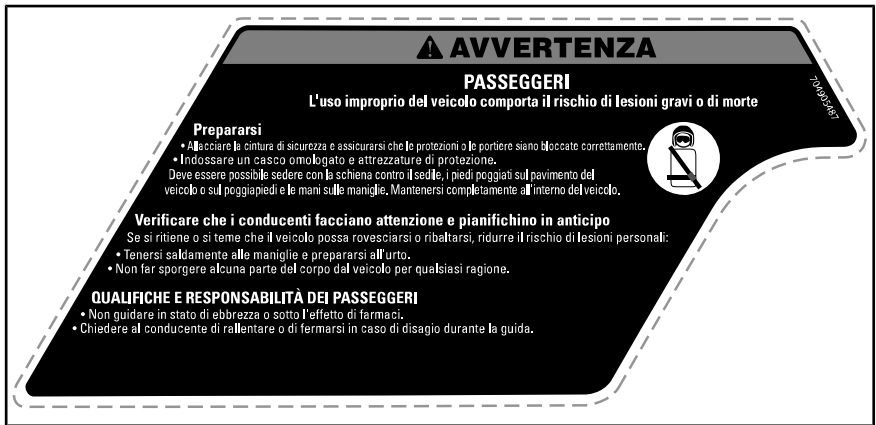 AVVERTENZA
PASSEGGERI
L'uso improprio del veicolo comporta il rischio di lesioni gravi o di morte
704905487
Prepararsi
• Allacciare la cintura di sicurezza e assicurarsi che le protezioni o le portiere siano bloccate correttamente.
• Indossare un casco omologato e attrezzature di protezione.
Deve essere possibile sedere con la schiena contro il sedile, i piedi poggiati sul pavimento del
veicolo o sul poggiapiedi e le mani sulle maniglie. Mantenersi completamente all'interno del veicolo.
Verificare che i conducenti facciano attenzione e pianifichino in anticipo
Se si ritiene o si teme che il veicolo possa rovesciarsi o ribaltarsi, ridurre il rischio di lesioni personali:
• Tenersi saldamente alle maniglie e prepararsi all'urto.
• Non far sporgere alcuna parte del corpo dal veicolo per qualsiasi ragione.
QUALIFICHE E RESPONSABILITÀ DEI PASSEGGERI
• Non guidare in stato di ebbrezza o sotto l'effetto di farmaci.
• Chiedere al conducente di rallentare o di fermarsi in caso di disagio durante la guida.